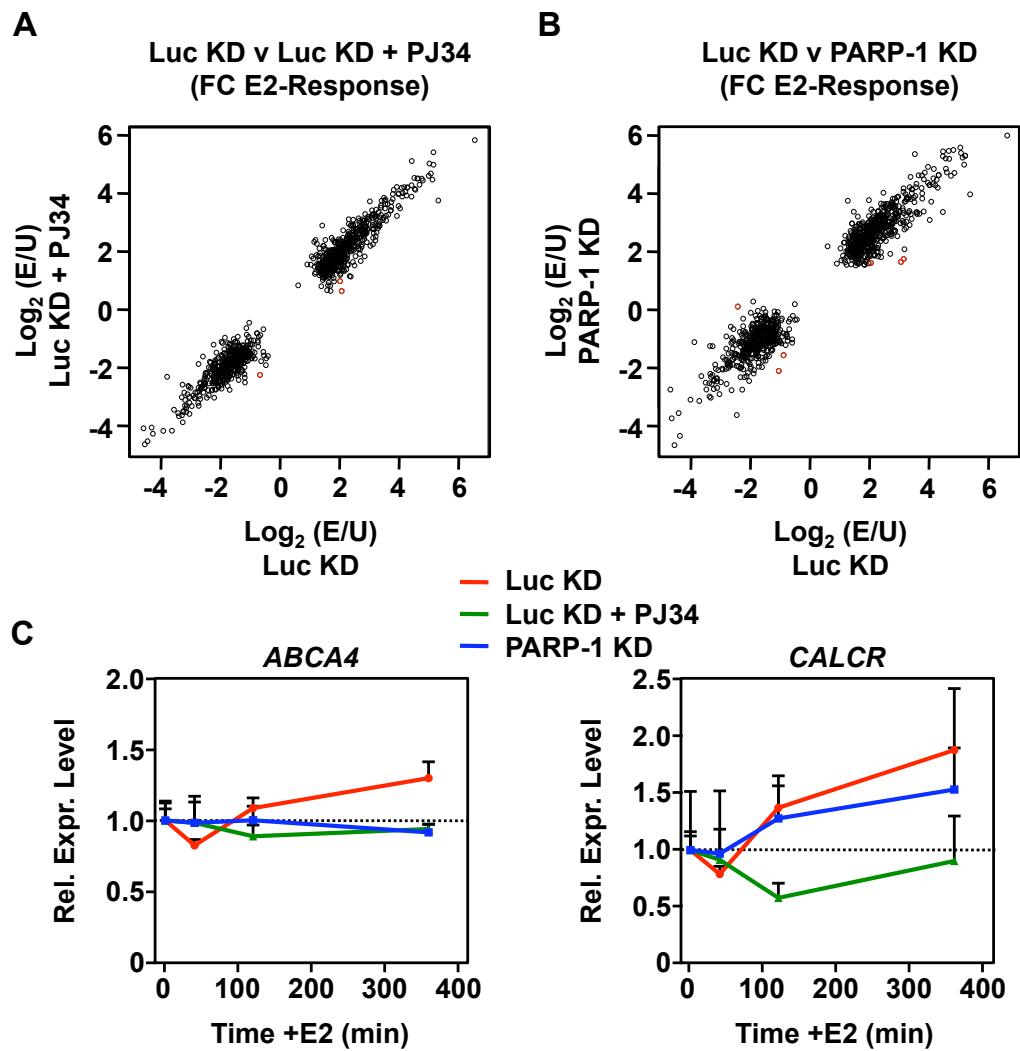 A
Luc KD v Luc KD + PJ34
(FC E2-Response)
Log2 (E/U)
Luc KD + PJ34
6
4
2
0
-2
-4
-4 -2 0 2 4 6
Log2 (E/U)
Luc KD
B
Luc KD v PARP-1 KD
(FC E2-Response)
Log2 (E/U)
PARP-1 KD
6
4
2
0
-2
-4
-4 -2 0 2 4 6
Log2 (E/U)
Luc KD
Luc KD
Luc KD + PJ34
PARP-1 KD
C
ABCA4
Rel. Expr. Level
2.0
1.5
1.0
0.5
0
0 100 200 300 400
Time +E2 (min)
CALCR
Rel. Expr. Level
2.5
2.0
1.5
1.0
0.5
0
0 100 200 300 400
Time +E2 (min)